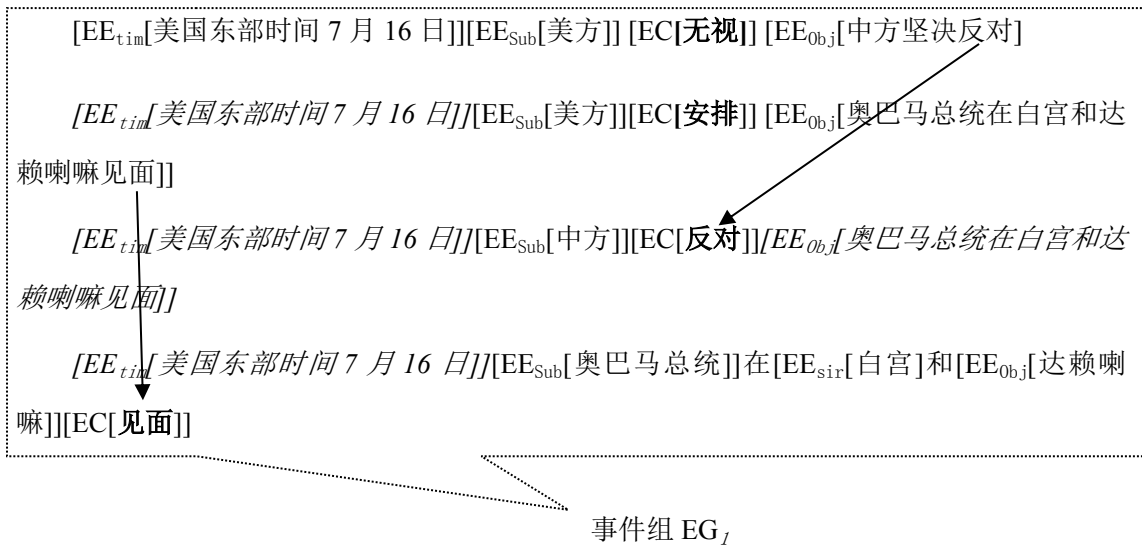 [EEtim[美国东部时间 7 月 16 日]][EESub[美方]] [EC[无视]] [EEObj[中方坚决反对]
[EEtim[美国东部时间 7 月 16 日]][EESub[美方]][EC[安排]] [EEObj[奥巴马总统在白宫和达
赖喇嘛见面]]
[EEtim[美国东部时间 7 月 16 日]][EESub[中方]][EC[反对]][EEObj[奥巴马总统在白宫和达
赖喇嘛见面]]
[EEtim[美国东部时间 7 月 16 日]][EESub[奥巴马总统]]在[EEsir[白宫]和[EEObj[达赖喇
嘛]][EC[见面]]
事件组 EG1